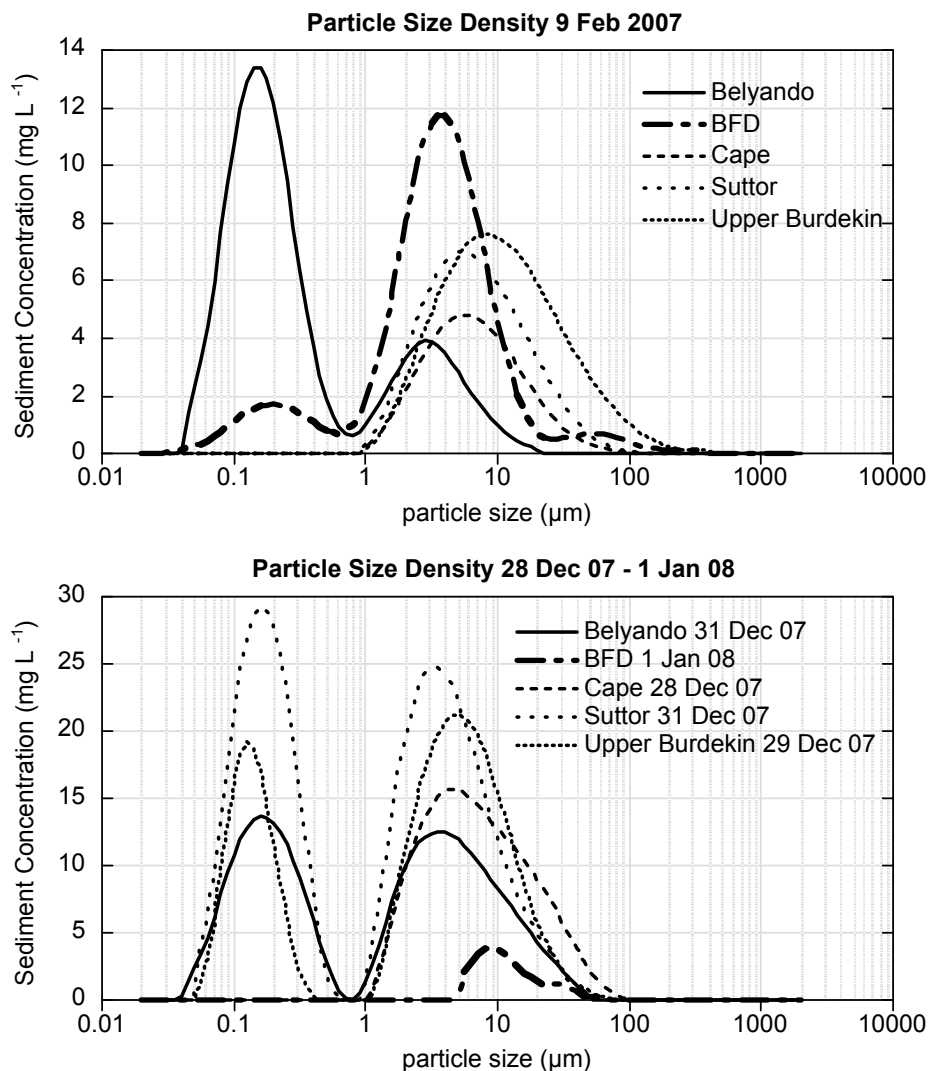 Particle Size Density 9 Feb 2007
Sediment Concentration (mg L⁻¹)
14
12
10
8
6
4
2
0
Belyando
BFD
Cape
Suttor
Upper Burdekin
0.01 0.1 1 10 100 1000 10000
particle size (µm)
Particle Size Density 28 Dec 07 - 1 Jan 08
Sediment Concentration (mg L⁻¹)
30
25
20
15
10
5
0
Belyando 31 Dec 07
BFD 1 Jan 08
Cape 28 Dec 07
Suttor 31 Dec 07
Upper Burdekin 29 Dec 07
0.01 0.1 1 10 100 1000 10000
particle size (µm)